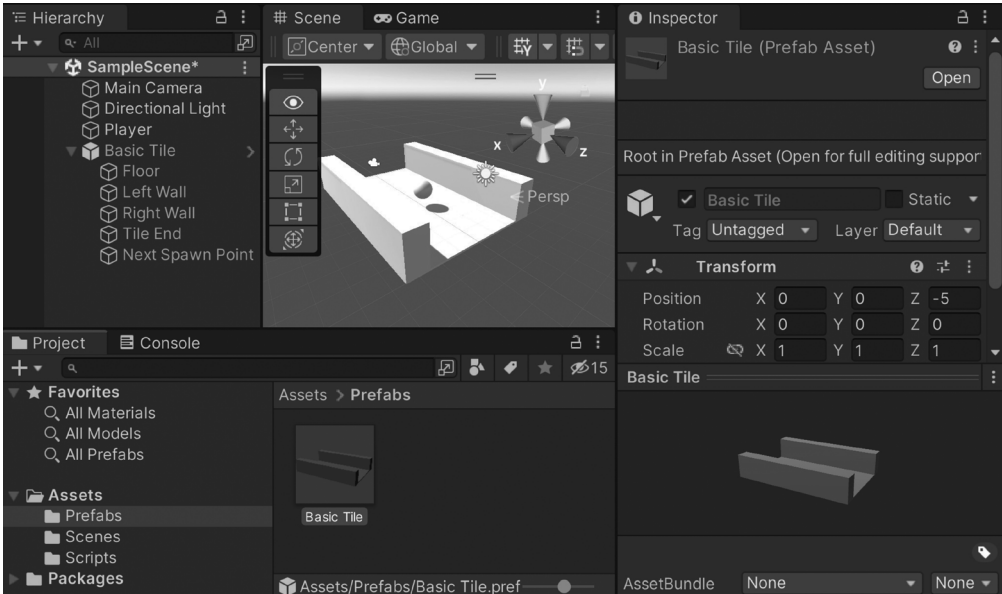 Hierarchy
All
SampleScene*
Main Camera
Directional Light
Player
Basic Tile
Floor
Left Wall
Right Wall
Tile End
Next Spawn Point
Scene
Game
Center
Global
y
x
z
Persp
Inspector
Basic Tile (Prefab Asset)
Open
Root in Prefab Asset (Open for full editing suppor
Basic Tile
Static
Tag Untagged Layer Default
Transform
Position X 0 Y 0 Z -5
Rotation X 0 Y 0 Z 0
Scale X 1 Y 1 Z 1
Basic Tile
AssetBundle None None
Project
Console
15
Favorites
All Materials
All Models
All Prefabs
Assets
Prefabs
Scenes
Scripts
Packages
Assets > Prefabs
Basic Tile
Assets/Prefabs/Basic Tile.pref